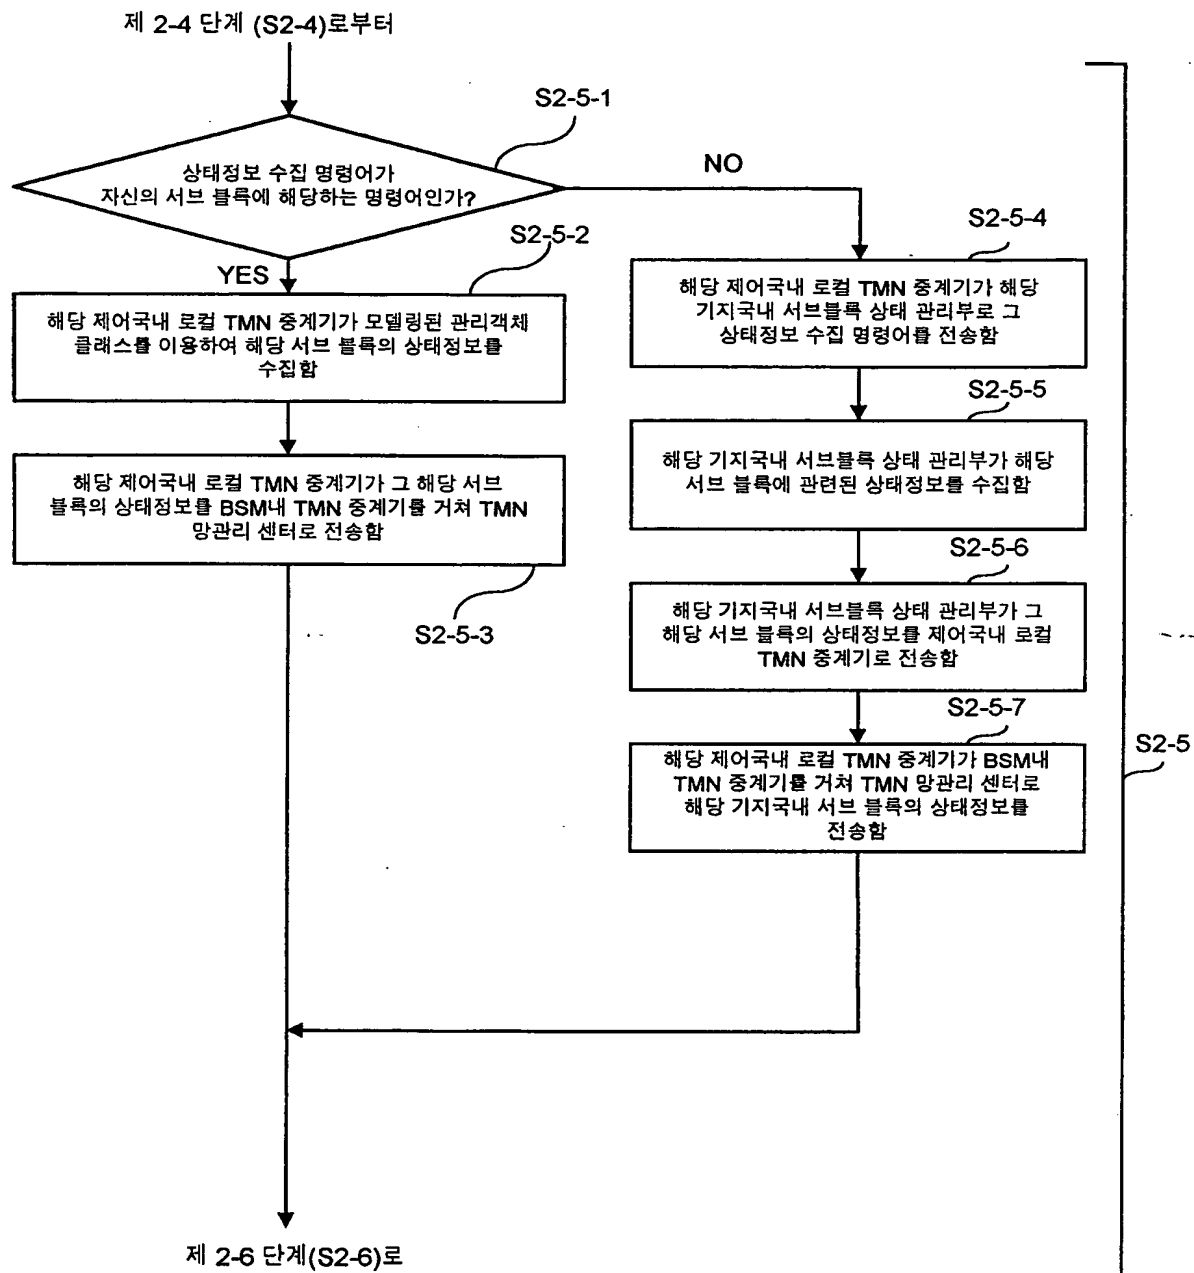 제 2-4 단계 (S2-4)로부터
S2-5-1
상태정보 수집 명령어가
자신의 서브 블록에 해당하는 명령어인가?
NO
YES
S2-5-2
해당 제어국내 로컬 TMN 중계기가 모델링된 관리객체
클래스를 이용하여 해당 서브 블록의 상태정보를
수집함
해당 제어국내 로컬 TMN 중계기가 그 해당 서브
블록의 상태정보를 BSM내 TMN 중계기를 거쳐 TMN
망관리 센터로 전송함
S2-5-3
S2-5-4
해당 제어국내 로컬 TMN 중계기가 해당
기지국내 서브블록 상태 관리부로 그
상태정보 수집 명령어를 전송함
S2-5-5
해당 기지국내 서브블록 상태 관리부가 해당
서브 블록에 관련된 상태정보를 수집함
S2-5-6
해당 기지국내 서브블록 상태 관리부가 그
해당 서브 블록의 상태정보를 제어국내 로컬
TMN 중계기로 전송함
S2-5-7
해당 제어국내 로컬 TMN 중계기가 BSM내
TMN 중계기를 거쳐 TMN 망관리 센터로
해당 기지국내 서브 블록의 상태정보를
전송함
S2-5
제 2-6 단계(S2-6)로